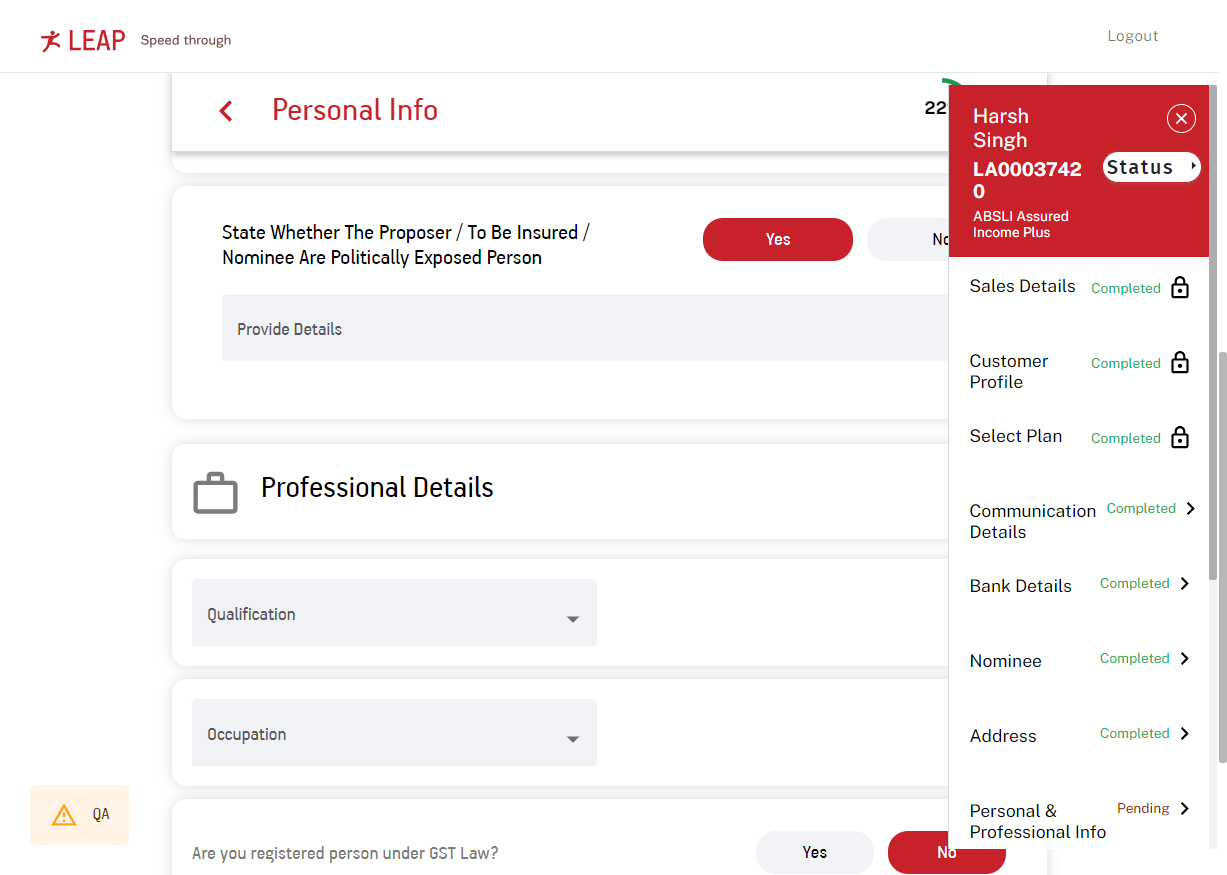 LEAP Speed through
Logout
Personal Info
22
State Whether The Proposer / To Be Insured /
Nominee Are Politically Exposed Person
Yes
No
Provide Details
Professional Details
Qualification
Occupation
QA
Are you registered person under GST Law?
Yes
No
Harsh
Singh
LA0003742
0
Status
ABSLI Assured
Income Plus
Sales Details
Completed
Customer
Profile
Completed
Select Plan
Completed
Communication
Details
Completed
Bank Details
Completed
Nominee
Completed
Address
Completed
Personal &
Professional Info
Pending